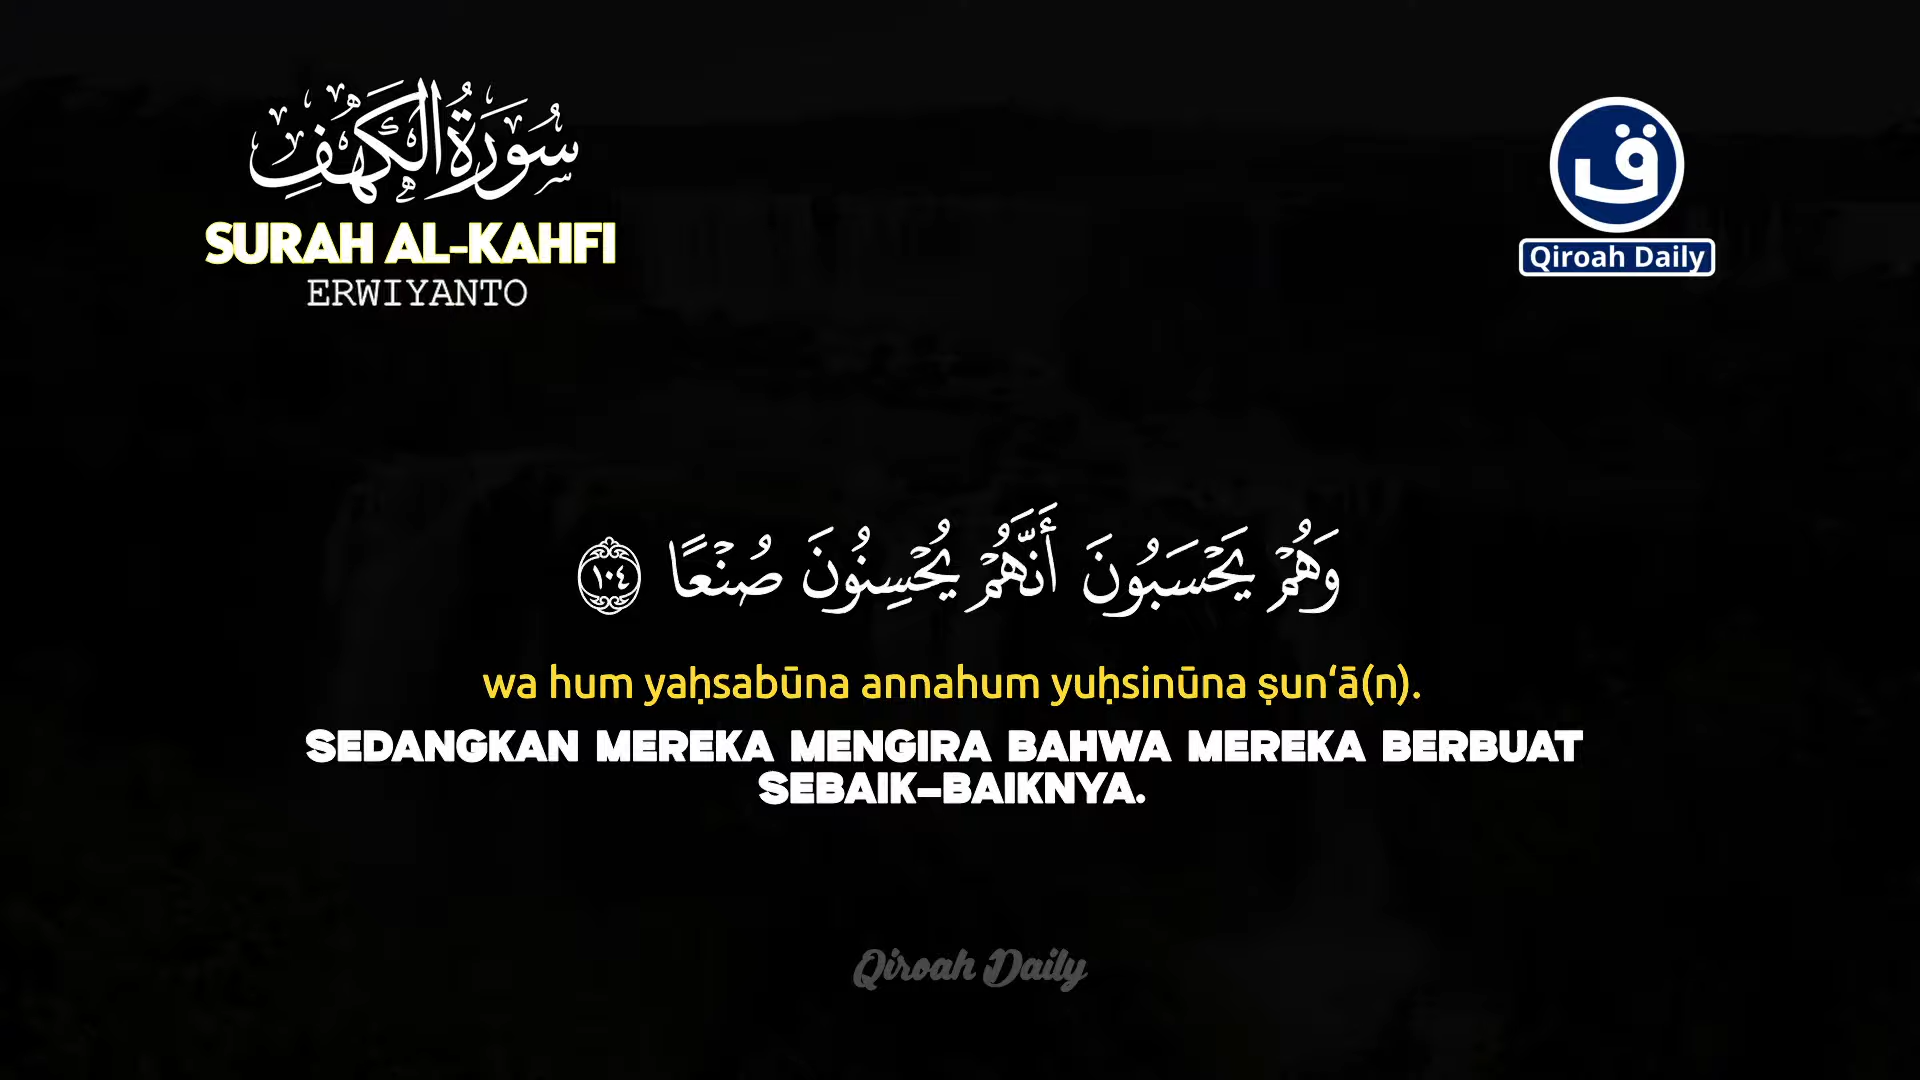 سُورَةُ الْكَهْفِ
SURAH AL-KAHFI
ERWIYANTO
ق
Qiroah Daily
وَهُمْ يَحْسَبُونَ أَنَّهُمْ يُحْسِنُونَ صُنْعًا ١٠٤
wa hum yaḥsabūna annahum yuḥsinūna ṣun‘ā(n).
SEDANGKAN MEREKA MENGIRA BAHWA MEREKA BERBUAT
SEBAIK-BAIKNYA.
Qiroah Daily